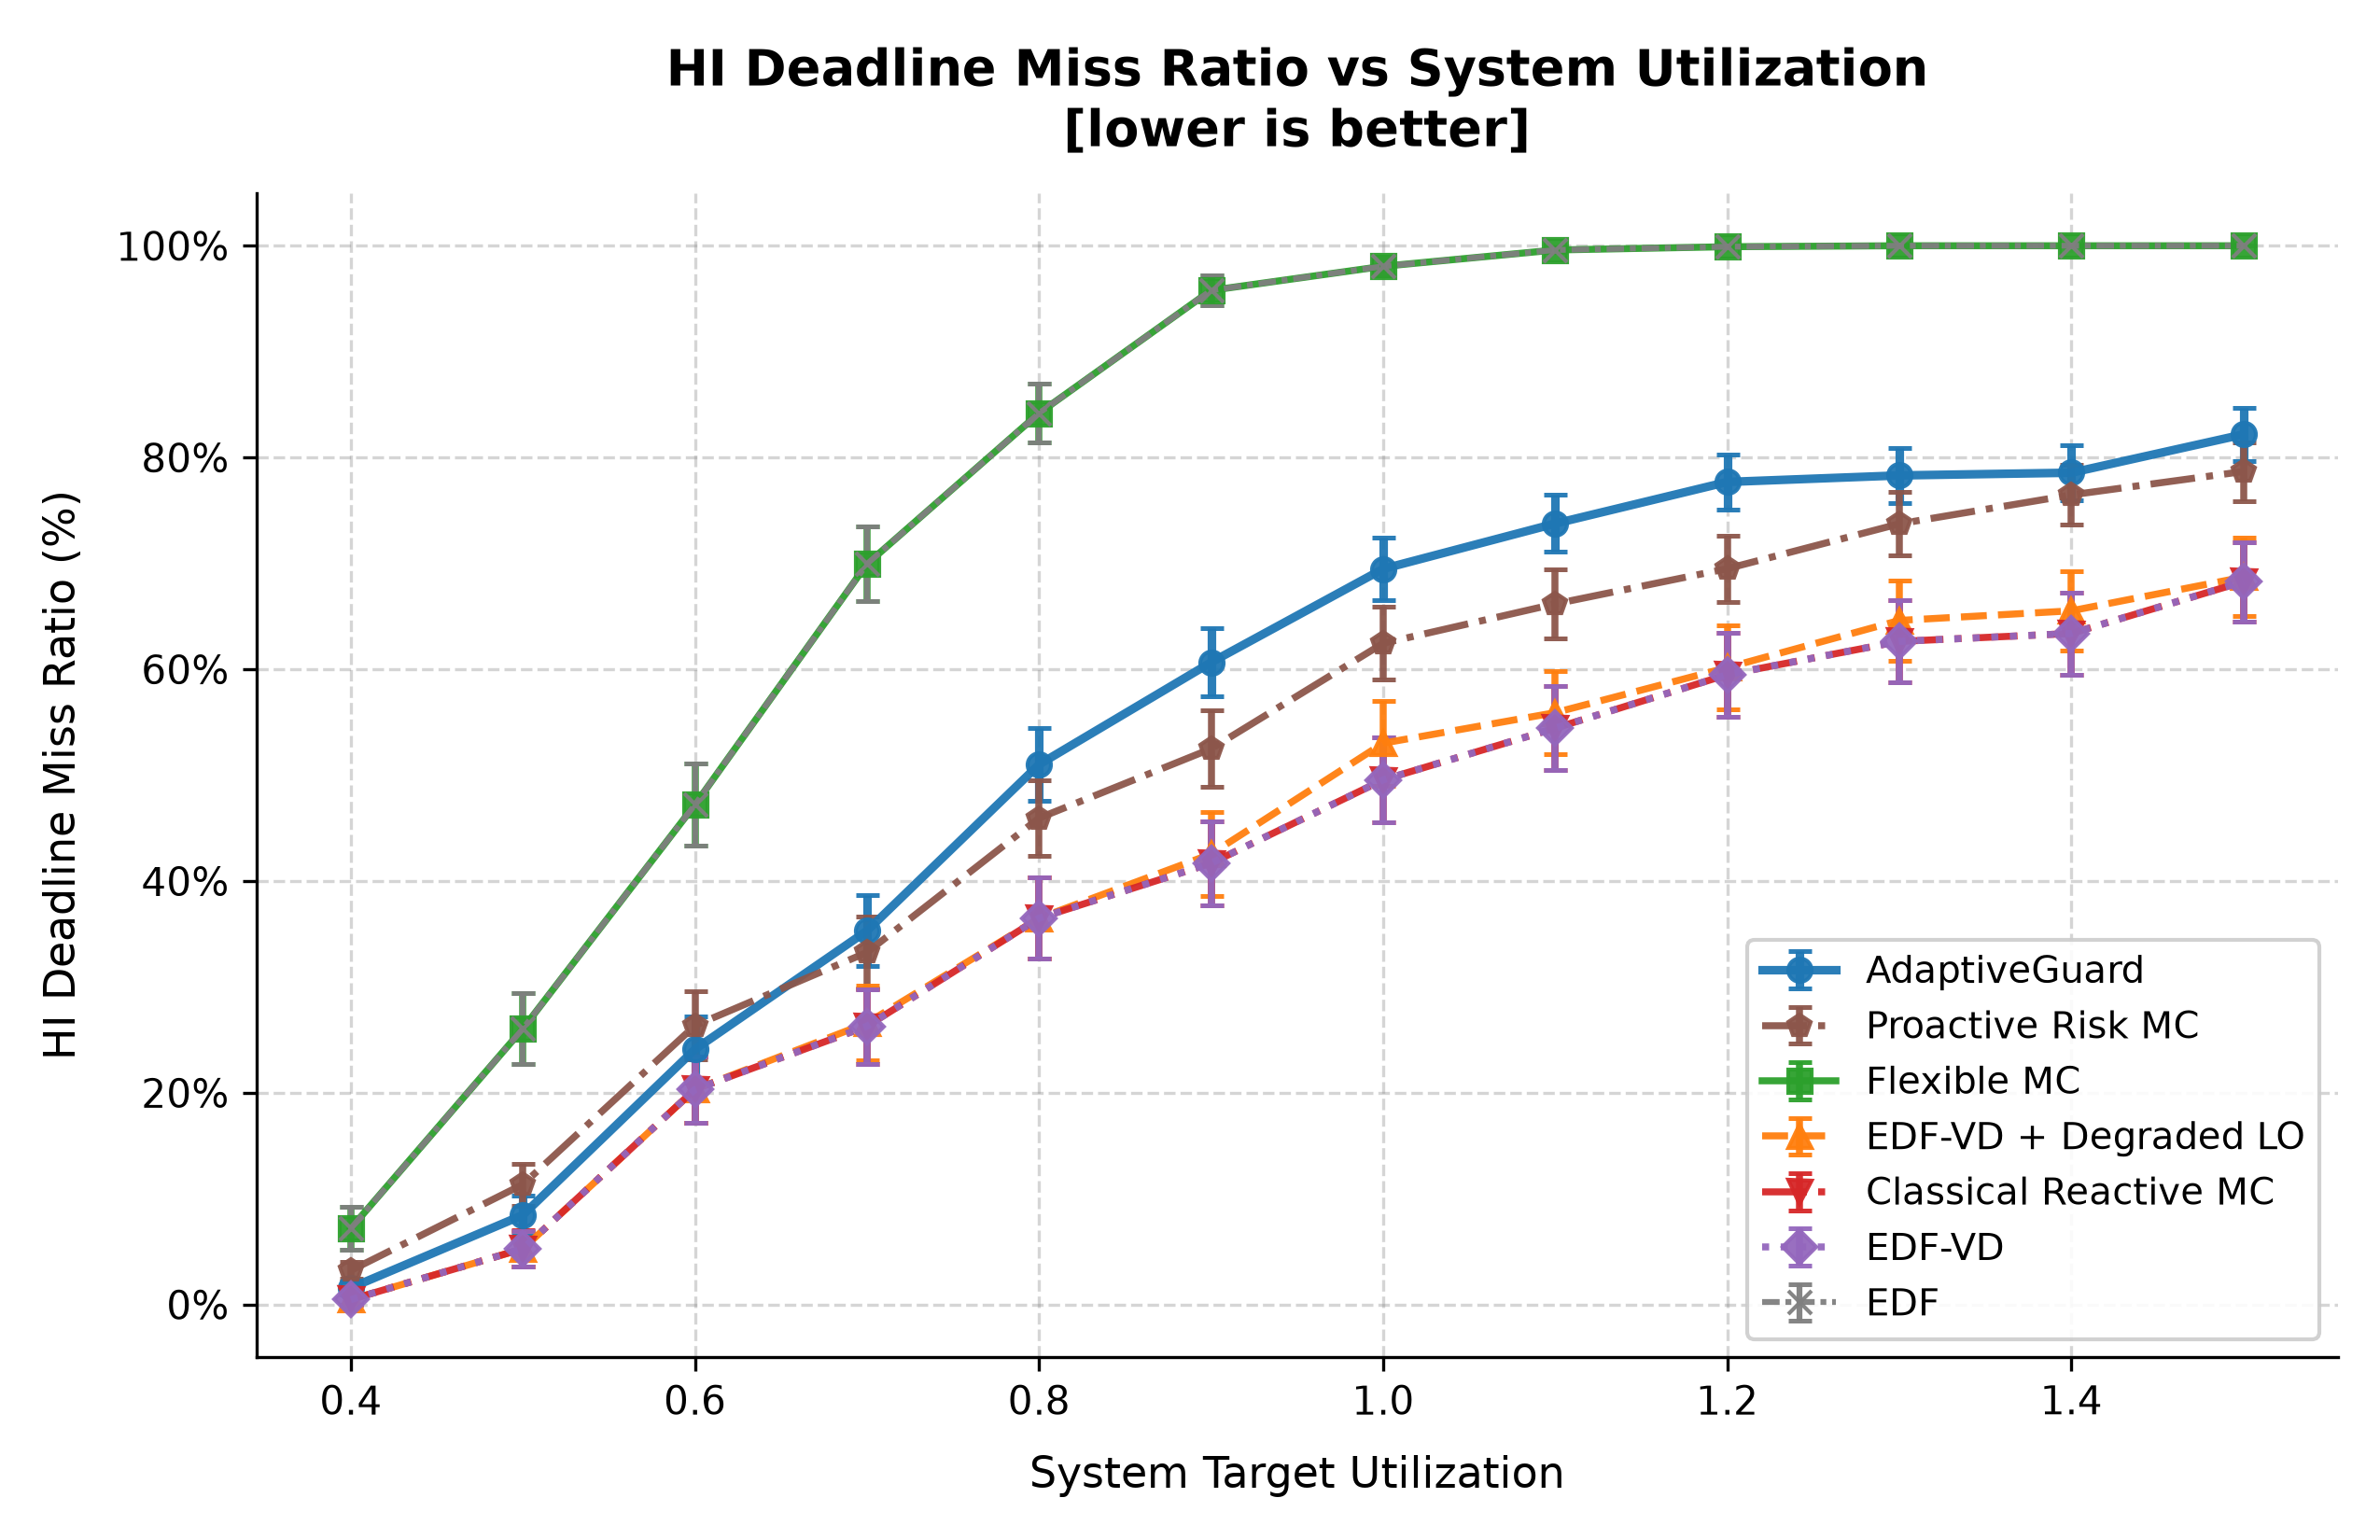 HI Deadline Miss Ratio vs System Utilization
[lower is better]
HI Deadline Miss Ratio (%)
100%
80%
60%
40%
20%
0%
AdaptiveGuard
Proactive Risk MC
Flexible MC
EDF-VD + Degraded LO
Classical Reactive MC
EDF-VD
EDF
0.4
0.6
0.8
1.0
1.2
1.4
System Target Utilization